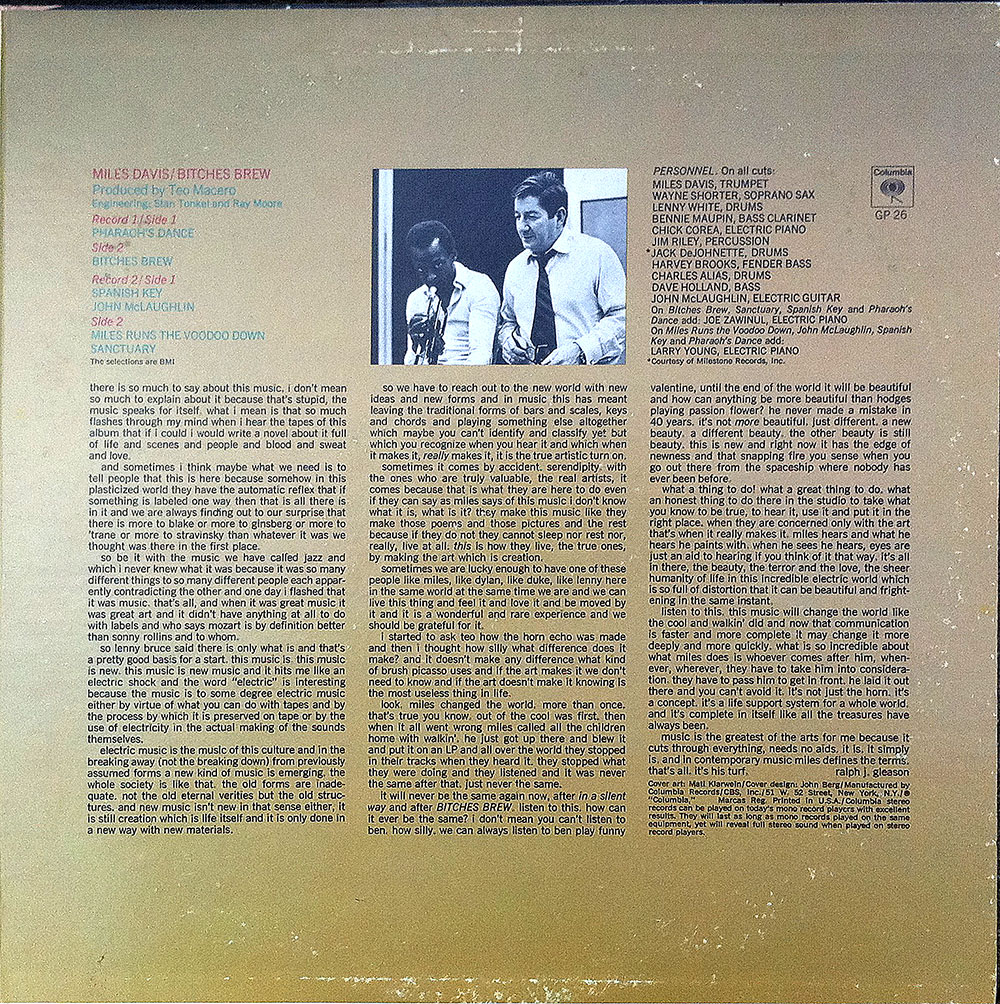 MILES DAVIS/BITCHES BREW
Produced by Teo Macero
Engineering: Stan Tonkel and Ray Moore
Record 1/Side 1
PHARAOH'S DANCE
Side 2
BITCHES BREW
Record 2/Side 1
SPANISH KEY
JOHN McLAUGHLIN
Side 2
MILES RUNS THE VOODOO DOWN
SANCTUARY
The selections are BMI
PERSONNEL. On all cuts:
MILES DAVIS, TRUMPET
WAYNE SHORTER, SOPRANO SAX
LENNY WHITE, DRUMS
BENNIE MAUPIN, BASS CLARINET
CHICK COREA, ELECTRIC PIANO
JIM RILEY, PERCUSSION
*JACK DeJOHNETTE, DRUMS
HARVEY BROOKS, FENDER BASS
CHARLES ALIAS, DRUMS
DAVE HOLLAND, BASS
JOHN McLAUGHLIN, ELECTRIC GUITAR
On Bitches Brew, Sanctuary, Spanish Key and Pharaoh's
Dance add: JOE ZAWINUL, ELECTRIC PIANO
On Miles Runs the Voodoo Down, John McLaughlin, Spanish
Key and Pharaoh's Dance add:
LARRY YOUNG, ELECTRIC PIANO
*Courtesy of Milestone Records, Inc.
Columbia
GP 26
there is so much to say about this music. i don't mean
so much to explain about it because that's stupid, the
music speaks for itself. what i mean is that so much
flashes through my mind when i hear the tapes of this
album that if i could i would write a novel about it full
of life and scenes and people and blood and sweat
and love.
and sometimes i think maybe what we need is to
tell people that this is here because somehow in this
plasticized world they have the automatic reflex that if
something is labeled one way then that is all there is
in it and we are always finding out to our surprise that
there is more to blake or more to ginsberg or more to
'trane or more to stravinsky than whatever it was we
thought was there in the first place.
so be it with the music we have called jazz and
which i never knew what it was because it was so many
different things to so many different people each appar-
ently contradicting the other and one day i flashed that
it was music. that's all, and when it was great music it
was great art and it didn't have anything at all to do
with labels and who says mozart is by definition better
than sonny rollins and to whom.
so lenny bruce said there is only what is and that's
a pretty good basis for a start. this music is. this music
is new. this music is new music and it hits me like an
electric shock and the word "electric" is interesting
because the music is to some degree electric music
either by virtue of what you can do with tapes and by
the process by which it is preserved on tape or by the
use of electricity in the actual making of the sounds
themselves.
electric music is the music of this culture and in the
breaking away (not the breaking down) from previously
assumed forms a new kind of music is emerging. the
whole society is like that. the old forms are inade-
quate. not the old eternal verities but the old struc-
tures. and new music isn't new in that sense either, it
is still creation which is life itself and it is only done in
a new way with new materials.
so we have to reach out to the new world with new
ideas and new forms and in music this has meant
leaving the traditional forms of bars and scales, keys
and chords and playing something else altogether
which maybe you can't identify and classify yet but
which you recognize when you hear it and which when
it makes it, really makes it, it is the true artistic turn on.
sometimes it comes by accident. serendipity. with
the ones who are truly valuable, the real artists, it
comes because that is what they are here to do even
if they can say as miles says of this music i don't know
what it is, what is it? they make this music like they
make those poems and those pictures and the rest
because if they do not they cannot sleep nor rest nor,
really, live at all. this is how they live, the true ones,
by making the art which is creation.
sometimes we are lucky enough to have one of these
people like miles, like dylan, like duke, like lenny here
in the same world at the same time we are and we can
live this thing and feel it and love it and be moved by
it and it is a wonderful and rare experience and we
should be grateful for it.
I started to ask teo how the horn echo was made
and then i thought how silly what difference does it
make? and it doesn't make any difference what kind
of brush picasso uses and if the art makes it we don't
need to know and if the art doesn't make it knowing is
the most useless thing in life.
look. miles changed the world. more than once.
that's true you know. out of the cool was first. then
when it all went wrong miles called all the children
home with walkin'. he just got up there and blew it
and put it on an LP and all over the world they stopped
in their tracks when they heard it. they stopped what
they were doing and they listened and it was never
the same after that. just never the same.
it will never be the same again now, after in a silent
way and after BITCHES BREW. listen to this. how can
it ever be the same? i don't mean you can't listen to
ben. how silly. we can always listen to ben play funny
valentine, until the end of the world it will be beautiful
and how can anything be more beautiful than hodges
playing passion flower? he never made a mistake in
40 years. it's not more beautiful. just different. a new
beauty. a different beauty. the other beauty is still
beauty. this is new and right now it has the edge of
newness and that snapping fire you sense when you
go out there from the spaceship where nobody has
ever been before.
what a thing to do! what a great thing to do. what
an honest thing to do there in the studio to take what
you know to be true, to hear it, use it and put it in the
right place. when they are concerned only with the art
that's when it really makes it. miles hears and what he
hears he paints with. when he sees he hears, eyes are
just an aid to hearing if you think of it that way. it's all
in there, the beauty, the terror and the love, the sheer
humanity of life in this incredible electric world which
is so full of distortion that it can be beautiful and fright-
ening in the same instant.
listen to this. this music will change the world like
the cool and walkin' did and now that communication
is faster and more complete it may change it more
deeply and more quickly. what is so incredible about
what miles does is whoever comes after him, when-
ever, wherever, they have to take him into considera-
tion. they have to pass him to get in front. he laid it out
there and you can't avoid it. it's not just the horn. it's
a concept. it's a life support system for a whole world.
and it's complete in itself like all the treasures have
always been.
music is the greatest of the arts for me because it
cuts through everything, needs no aids. it is. it simply
is. and in contemporary music miles defines the terms.
that's all. it's his turf. ralph j. gleason
Cover art: Mati Klarwein/Cover design: John Berg/Manufactured by
Columbia Records/CBS, Inc./51 W. 52 Street, New York, N.Y./®
"Columbia," Marcas Reg. Printed in U.S.A./Columbia stereo
records can be played on today's mono record players with excellent
results. They will last as long as mono records played on the same
equipment, yet will reveal full stereo sound when played on stereo
record players.